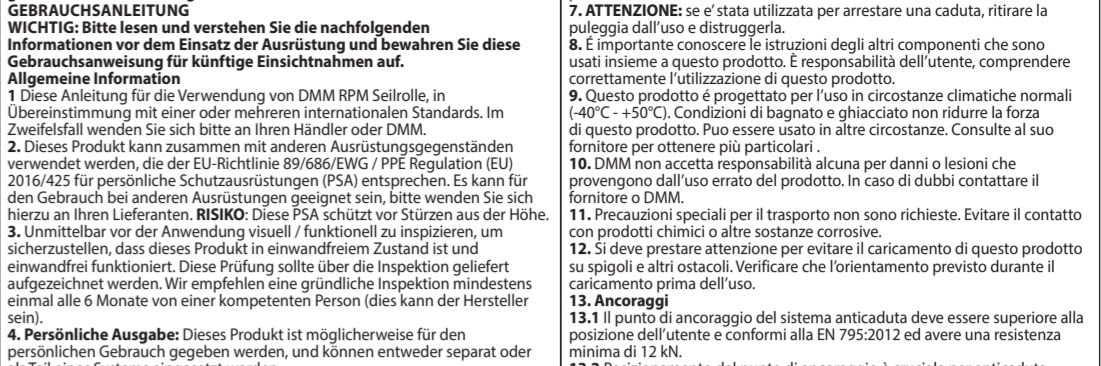 GEBRAUCHSANLEITUNG
WICHTIG: Bitte lesen und verstehen Sie die nachfolgenden
Informationen vor dem Einsatz der Ausrüstung und bewahren Sie diese
Gebrauchsanweisung für künftige Einsichtnahmen auf.
Allgemeine Information
1 Diese Anleitung für die Verwendung von DMM RPM Seilrolle, in
Übereinstimmung mit einer oder mehreren internationalen Standards. Im
Zweifelsfall wenden Sie sich bitte an Ihren Händler oder DMM.
2. Dieses Produkt kann zusammen mit anderen Ausrüstungsgegenständen
verwendet werden, die der EU-Richtlinie 89/686/EWG / PPE Regulation (EU)
2016/425 für persönliche Schutzausrüstungen (PSA) entsprechen. Es kann für
den Gebrauch bei anderen Ausrüstungen geeignet sein, bitte wenden Sie sich
hierzu an Ihren Lieferanten. RISIKO: Diese PSA schützt vor Stürzen aus der Höhe.
3. Unmittelbar vor der Anwendung visuell / funktionell zu inspizieren, um
sicherzustellen, dass dieses Produkt in einwandfreiem Zustand ist und
einwandfrei funktioniert. Diese Prüfung sollte über die Inspektion geliefert
aufgezeichnet werden. Wir empfehlen eine gründliche Inspektion mindestens
einmal alle 6 Monate von einer kompetenten Person (dies kann der Hersteller
sein).
4. Persönliche Ausgabe: Dieses Produkt ist möglicherweise für den
persönlichen Gebrauch gegeben werden, und können entweder separat oder
7. ATTENZIONE: se e' stata utilizzata per arrestare una caduta, ritirare la
puleggia dall'uso e distruggerla.
8. É importante conoscere le istruzioni degli altri componenti che sono
usati insieme a questo prodotto. È responsabilità dell'utente, comprendere
correttamente l'utilizzazione di questo prodotto.
9. Questo prodotto é progettato per l'uso in circostanze climatiche normali
(-40°C - +50°C). Condizioni di bagnato e ghiacciato non ridurre la forza
di questo prodotto. Puo essere usato in altre circostanze. Consulte al suo
fornitore per ottenere più particolari .
10. DMM non accetta responsabilità alcuna per danni o lesioni che
provengono dall'uso errato del prodotto. In caso di dubbi contattare il
fornitore o DMM.
11. Precauzioni speciali per il trasporto non sono richieste. Evitare il contatto
con prodotti chimici o altre sostanze corrosive.
12. Si deve prestare attenzione per evitare il caricamento di questo prodotto
su spigoli e altri ostacoli. Verificare che l'orientamento previsto durante il
caricamento prima dell'uso.
13. Ancoraggi
13.1 Il punto di ancoraggio del sistema anticaduta deve essere superiore alla
posizione dell'utente e conformi alla EN 795:2012 ed avere una resistenza
minima di 12 kN.